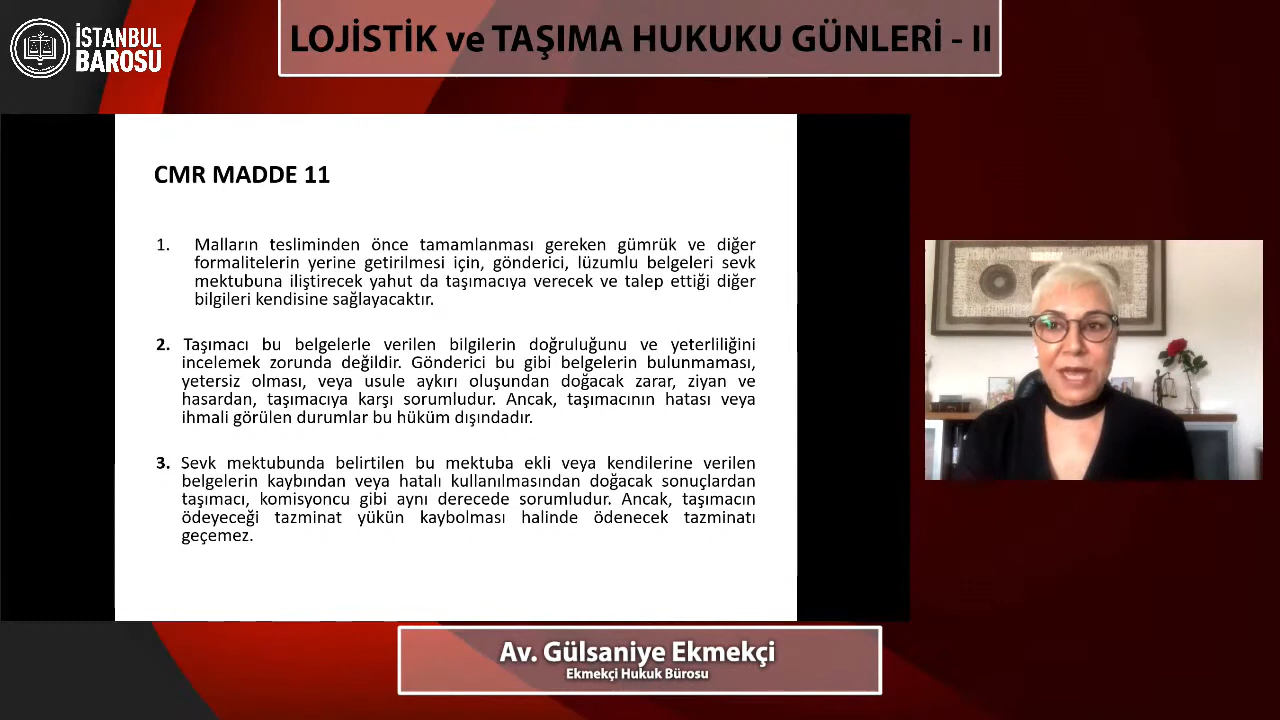 İSTANBUL
BAROSU
LOJİSTİK ve TAŞIMA HUKUKU GÜNLERİ - II
CMR MADDE 11
1. Malların tesliminden önce tamamlanması gereken gümrük ve diğer
formalitelerin yerine getirilmesi için, gönderici, lüzumlu belgeleri sevk
mektubuna iliştirecek yahut da taşımacıya verecek ve talep ettiği diğer
bilgileri kendisine sağlayacaktır.
2. Taşımacı bu belgelerle verilen bilgilerin doğruluğunu ve yeterliliğini
incelemek zorunda değildir. Gönderici bu gibi belgelerin bulunmaması,
yetersiz olması, veya usule aykırı oluşundan doğacak zarar, ziyan ve
hasardan, taşımacıya karşı sorumludur. Ancak, taşımacının hatası veya
ihmali görülen durumlar bu hüküm dışındadır.
3. Sevk mektubunda belirtilen bu mektuba ekli veya kendilerine verilen
belgelerin kaybından veya hatalı kullanılmasından doğacak sonuçlardan
taşımacı, komisyoncu gibi aynı derecede sorumludur. Ancak, taşımacın
ödeyeceği tazminat yükün kaybolması halinde ödenecek tazminatı
geçemez.
Av. Gülsaniye Ekmekçi
Ekmekçi Hukuk Bürosu